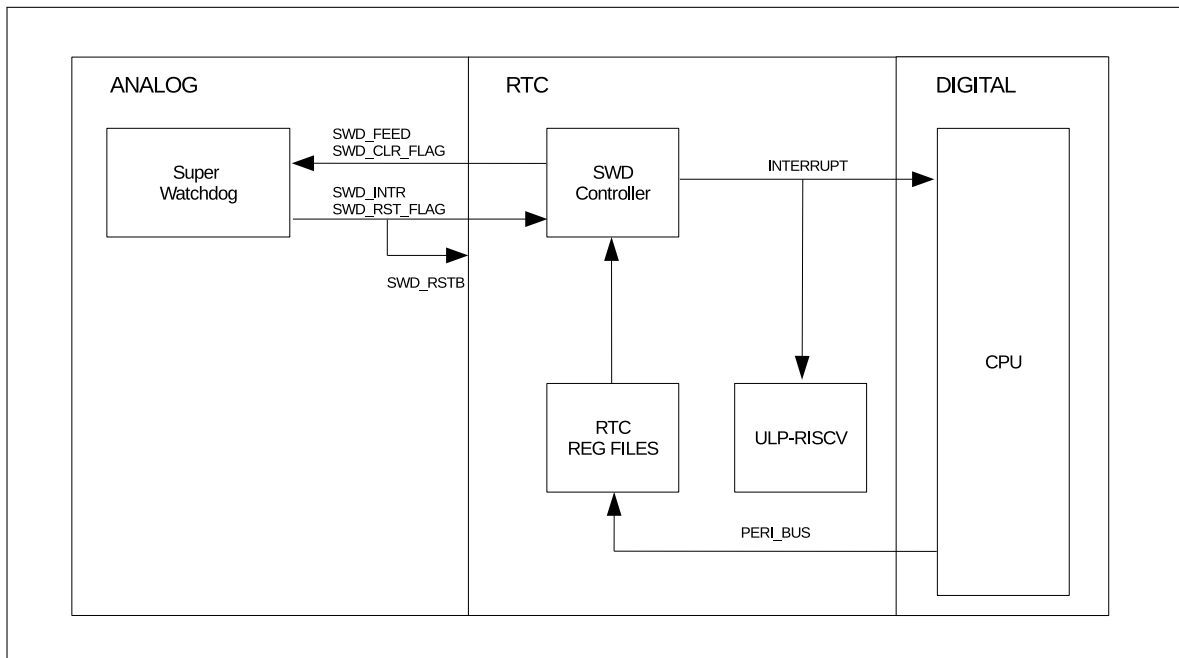 ANALOG
RTC
DIGITAL
SWD_FEED
SWD_CLR_FLAG
Super
Watchdog
SWD_INTR
SWD_RST_FLAG
SWD_RSTB
SWD
Controller
INTERRUPT
CPU
RTC
REG FILES
ULP-RISCV
PERI_BUS